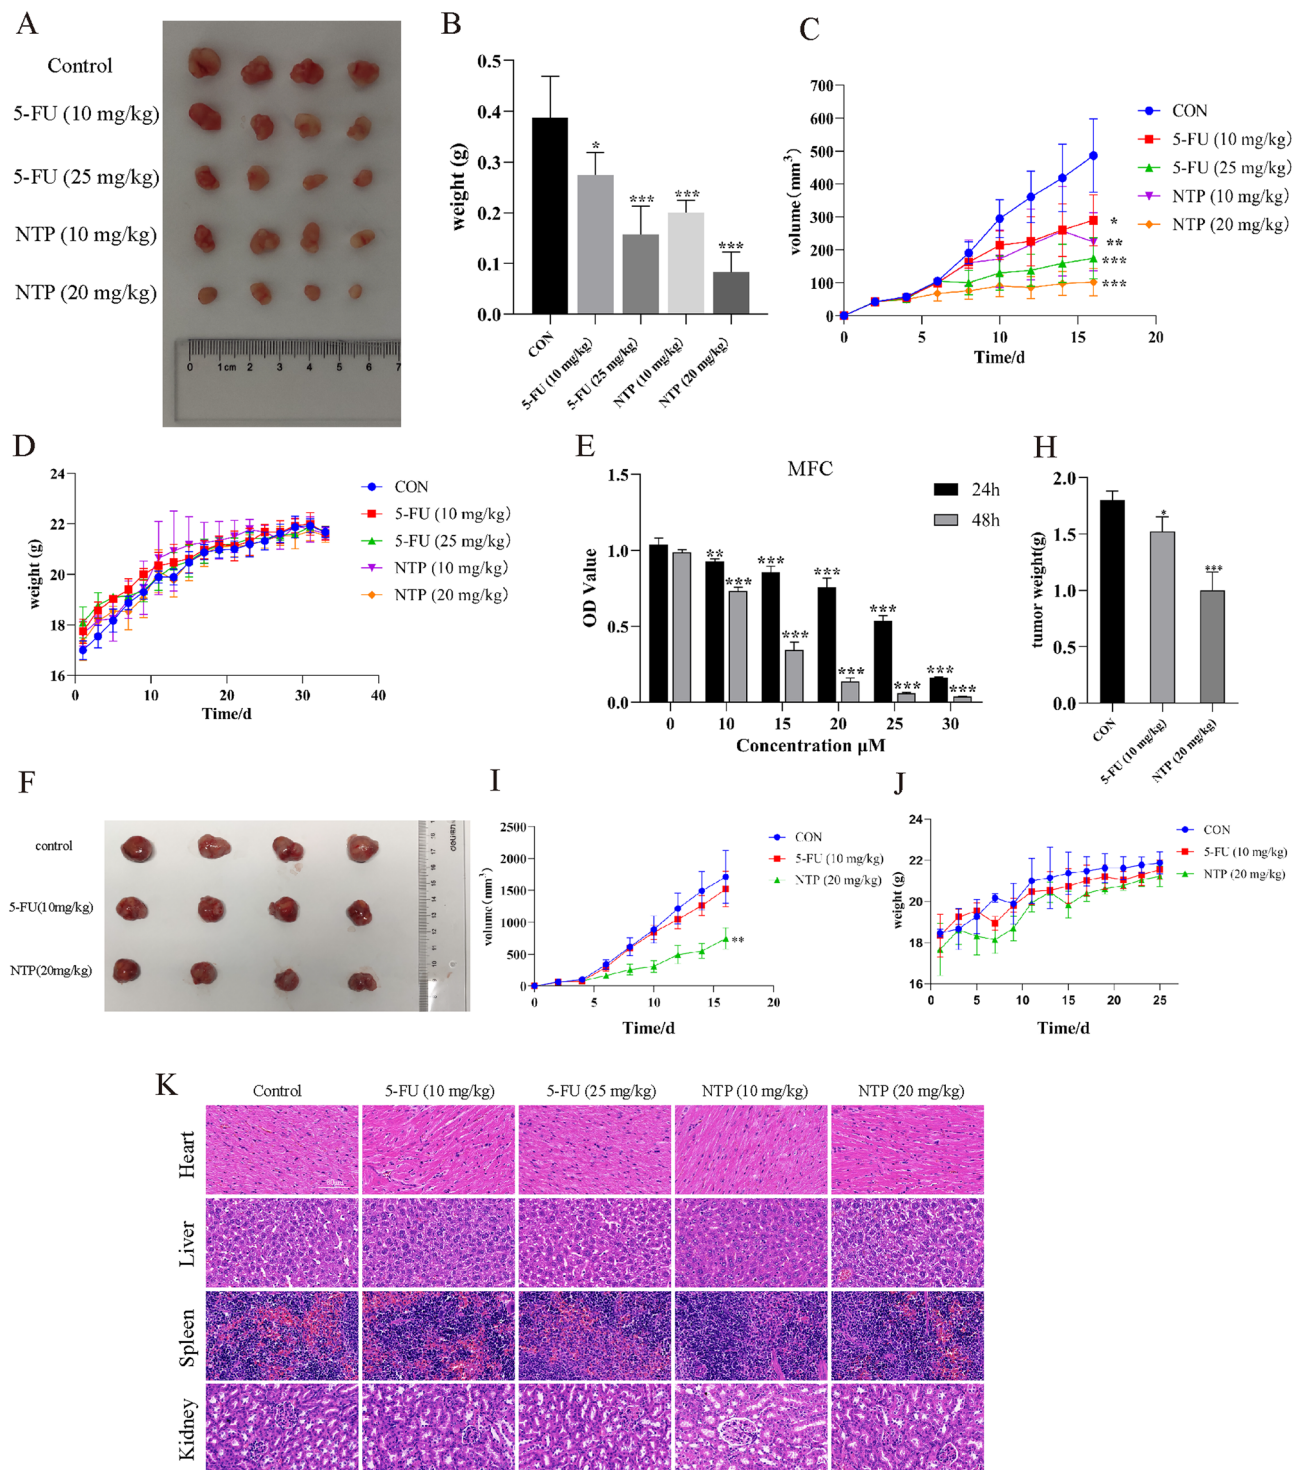 A
Control
5-FU (10 mg/kg)
5-FU (25 mg/kg)
NTP (10 mg/kg)
NTP (20 mg/kg)
0 1cm 2 3 4 5 6 7
B
weight (g)
0.5
0.4
0.3
0.2
0.1
0.0
* *** *** ***
CON
5-FU (10 mg/kg)
5-FU (25 mg/kg)
NTP (10 mg/kg)
NTP (20 mg/kg)
C
volume (mm³)
700
600
500
400
300
200
100
0
0 5 10 15 20
Time/d
*
**
***
***
CON
5-FU (10 mg/kg)
5-FU (25 mg/kg)
NTP (10 mg/kg)
NTP (20 mg/kg)
D
weight (g)
24
22
20
18
16
0 10 20 30 40
Time/d
CON
5-FU (10 mg/kg)
5-FU (25 mg/kg)
NTP (10 mg/kg)
NTP (20 mg/kg)
E
MFC
OD Value
1.5
1.0
0.5
0.0
24h
48h
** *** *** *** *** *** *** *** *** ***
0 10 15 20 25 30
Concentration μM
H
tumor weight(g)
2.0
1.5
1.0
0.5
0.0
* ***
CON
5-FU (10 mg/kg)
NTP (20 mg/kg)
F
control
5-FU(10mg/kg)
NTP(20mg/kg)
I
volume (mm³)
2500
2000
1500
1000
500
0
0 5 10 15 20
Time/d
**
CON
5-FU (10 mg/kg)
NTP (20 mg/kg)
J
weight (g)
24
22
20
18
16
0 5 10 15 20 25
Time/d
CON
5-FU (10 mg/kg)
NTP (20 mg/kg)
K
Control 5-FU (10 mg/kg) 5-FU (25 mg/kg) NTP (10 mg/kg) NTP (20 mg/kg)
Heart
Liver
Spleen
Kidney